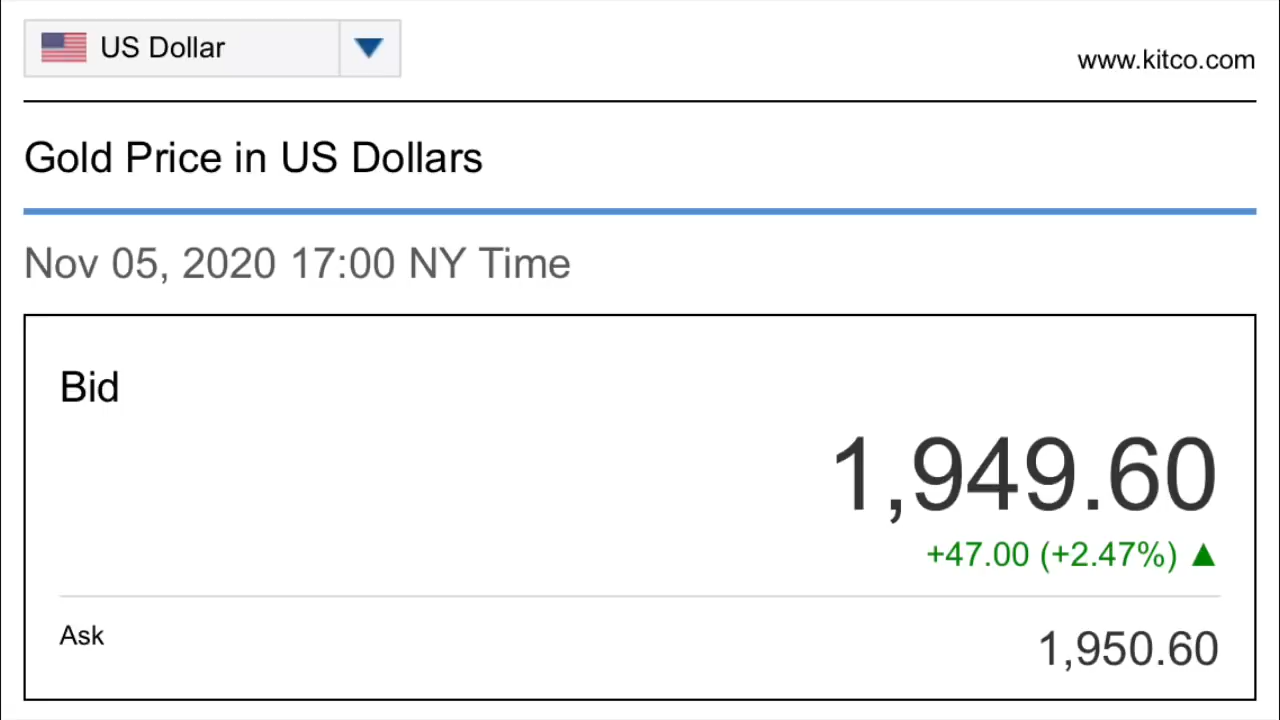 US Dollar
www.kitco.com
Gold Price in US Dollars
Nov 05, 2020 17:00 NY Time
Bid
1,949.60
+47.00 (+2.47%) ▲
Ask
1,950.60